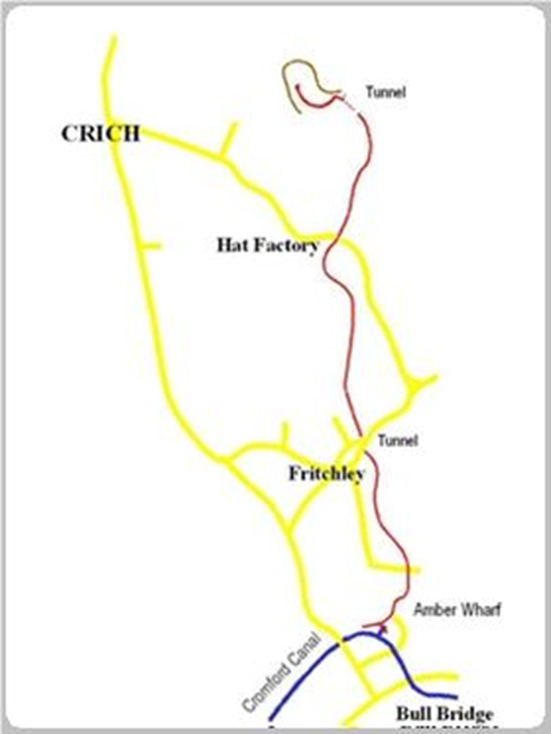 Tunnel
CRICH
Hat Factory
Tunnel
Fritchley
Amber Wharf
Cromford Canal
Bull Bridge